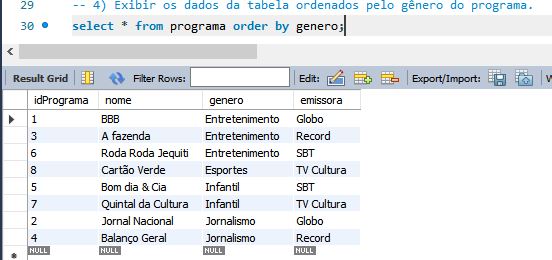 29 -- 4) Exibir os dados da tabela ordenados pelo gênero do programa.
30 select * from programa order by genero;
Result Grid Filter Rows: Edit: Export/Import: W
idPrograma nome genero emissora
1 BBB Entretenimento Globo
3 A fazenda Entretenimento Record
6 Roda Roda Jequiti Entretenimento SBT
8 Cartão Verde Esportes TV Cultura
5 Bom dia & Cia Infantil SBT
7 Quintal da Cultura Infantil TV Cultura
2 Jornal Nacional Jornalismo Globo
4 Balanço Geral Jornalismo Record
NULL NULL NULL NULL